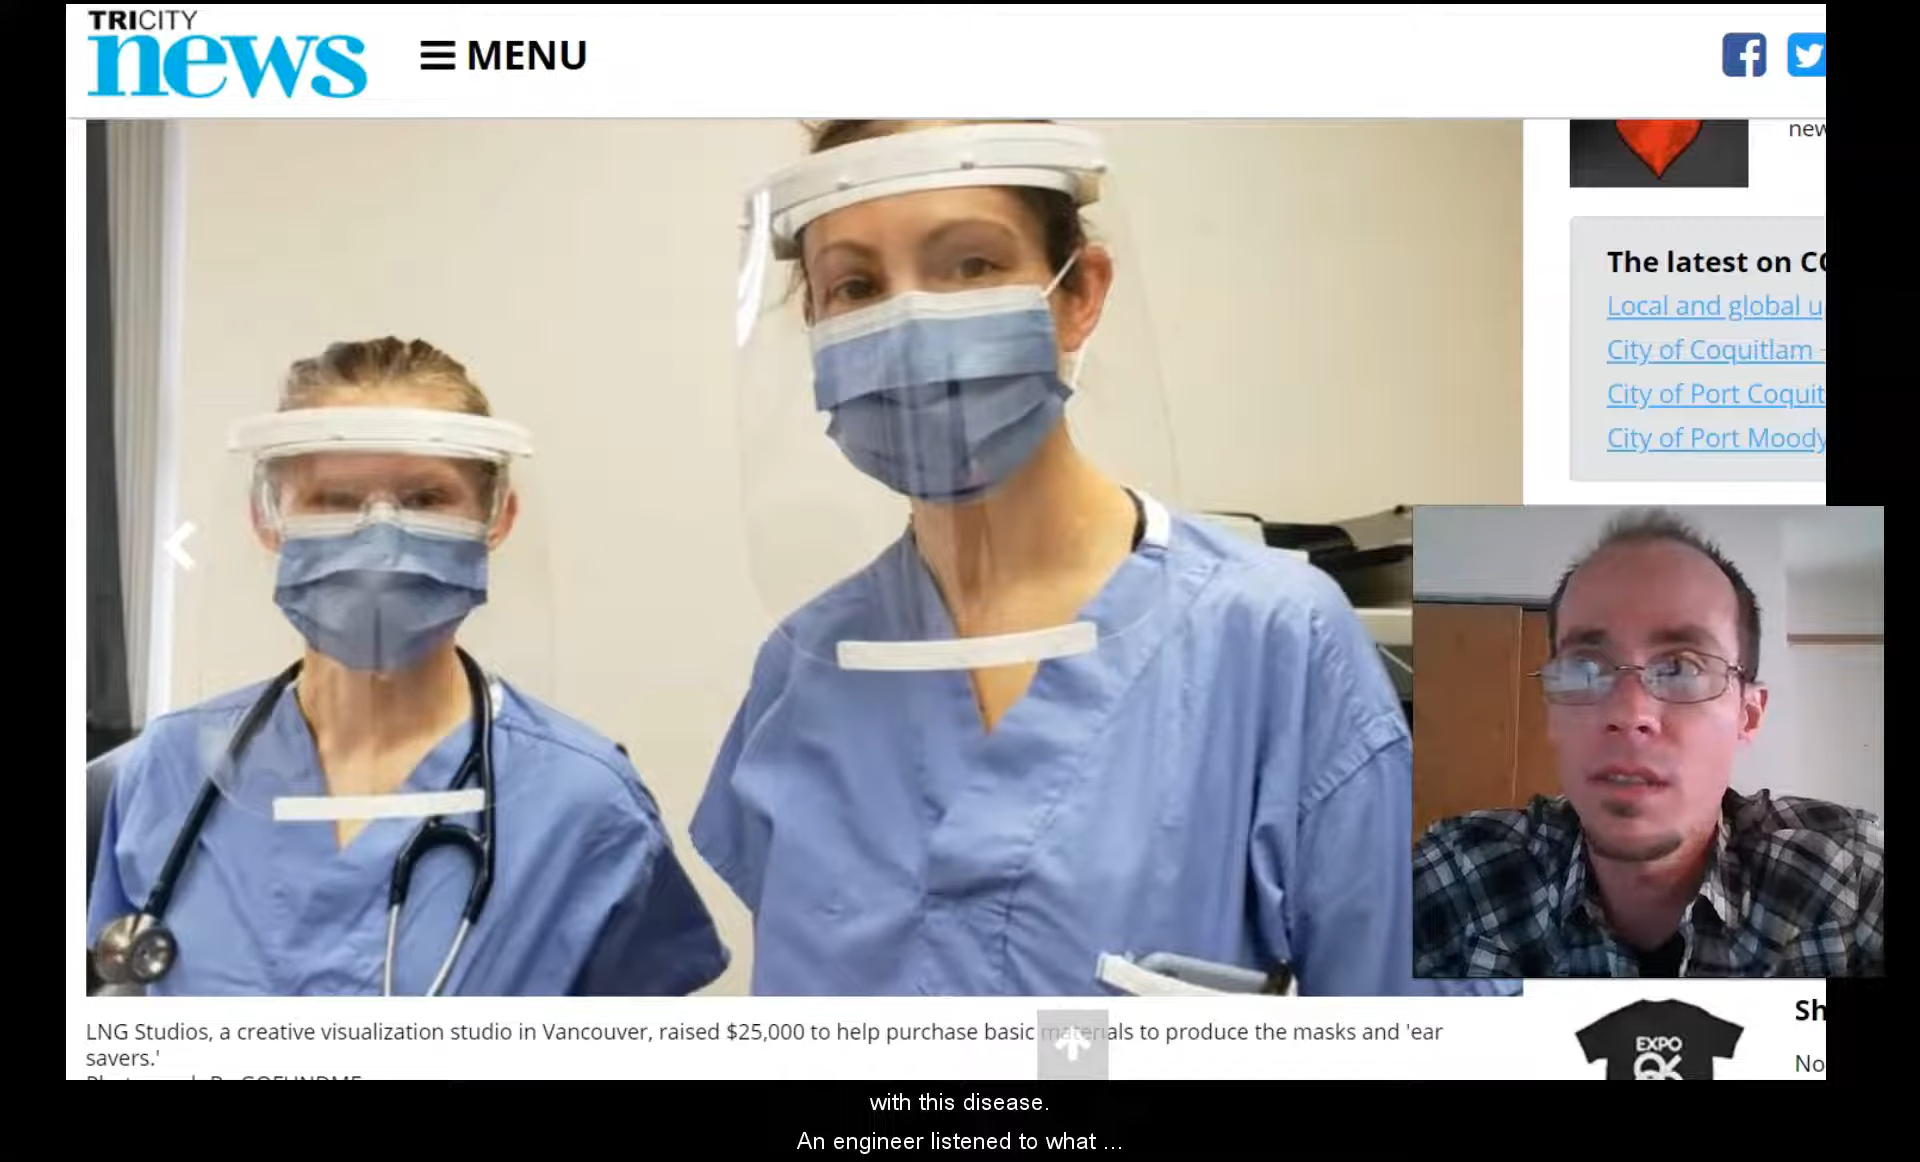 TRICITY
news
MENU
new
The latest on CO
Local and global u
City of Coquitlam -
City of Port Coquit
City of Port Moody
LNG Studios, a creative visualization studio in Vancouver, raised $25,000 to help purchase basic materials to produce the masks and 'ear
savers.'
Sh
EXPO
86
No
with this disease.
An engineer listened to what ...